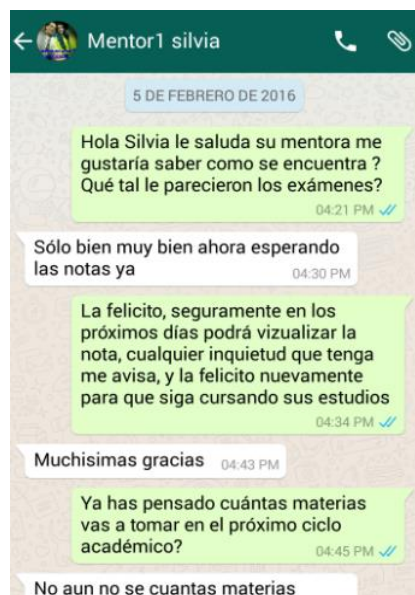 Mentor1 silvia
5 DE FEBRERO DE 2016
Hola Silvia le saluda su mentora me
gustaría saber como se encuentra ?
Qué tal le parecieron los exámenes?
04:21 PM
Sólo bien muy bien ahora esperando
las notas ya
04:30 PM
La felicito, seguramente en los
próximos días podrá vizualizar la
nota, cualquier inquietud que tenga
me avisa, y la felicito nuevamente
para que siga cursando sus estudios
04:34 PM
Muchisimas gracias 04:43 PM
Ya has pensado cuántas materias
vas a tomar en el próximo ciclo
académico?
04:45 PM
No aun no se cuantas materias